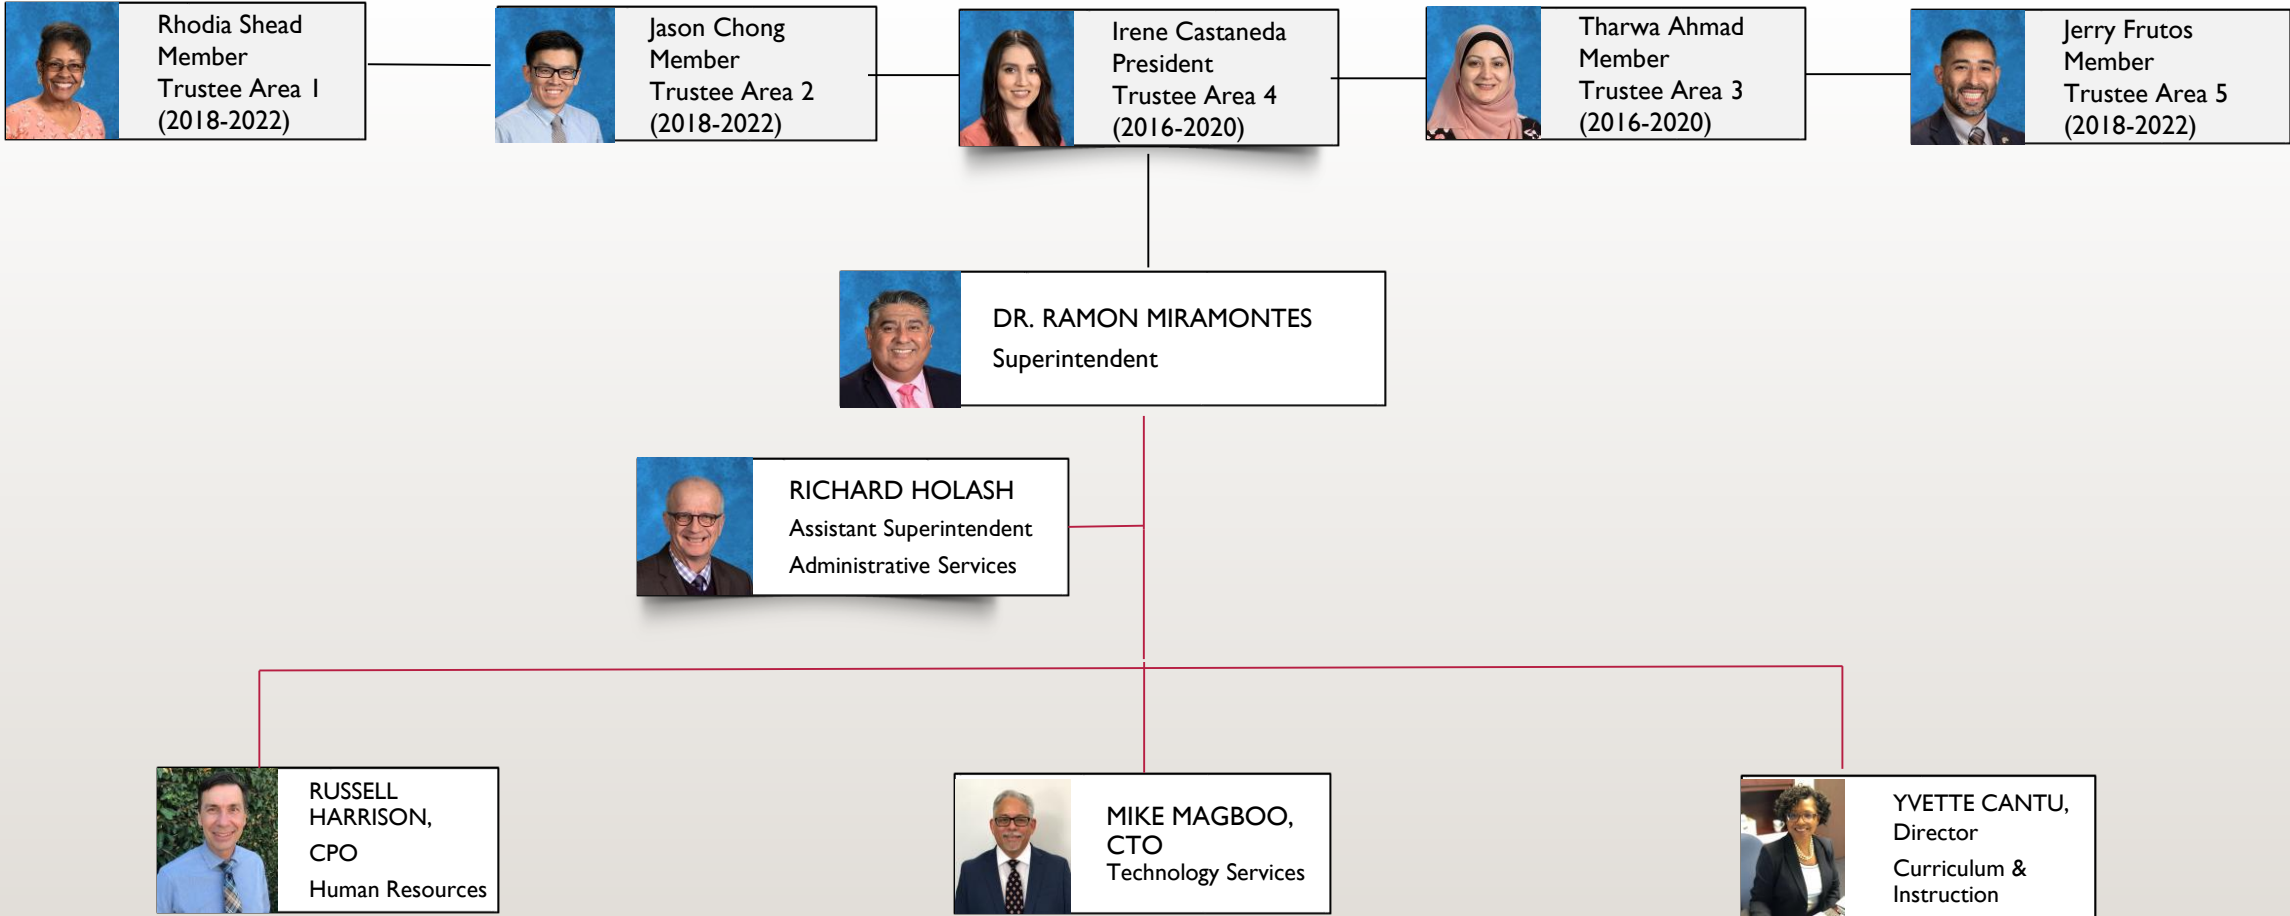 Rhodia Shead
Member
Trustee Area 1
(2018-2022)
Jason Chong
Member
Trustee Area 2
(2018-2022)
Irene Castaneda
President
Trustee Area 4
(2016-2020)
Tharwa Ahmad
Member
Trustee Area 3
(2016-2020)
Jerry Frutos
Member
Trustee Area 5
(2018-2022)
DR. RAMON MIRAMONTES
Superintendent
RICHARD HOLASH
Assistant Superintendent
Administrative Services
RUSSELL
HARRISON,
CPO
Human Resources
MIKE MAGBOO,
CTO
Technology Services
YVETTE CANTU,
Director
Curriculum &
Instruction